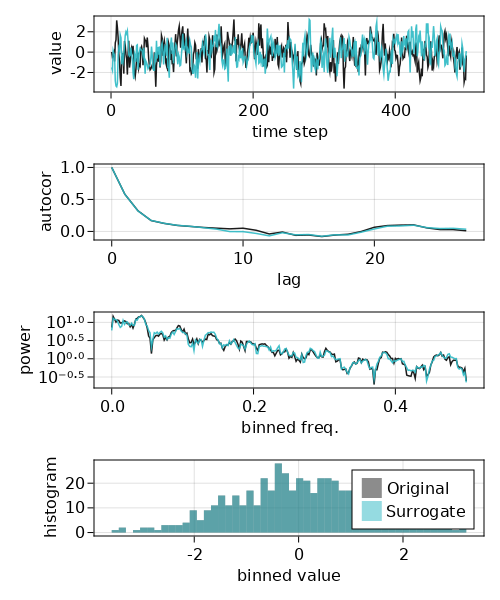 value
2
0
-2
0
200
400
time step
autocor
1.0
0.5
0.0
0
10
20
lag
power
10^1.0
10^0.5
10^0.0
10^-0.5
0.0
0.2
0.4
binned freq.
histogram
20
10
0
Original
Surrogate
-2
0
2
binned value